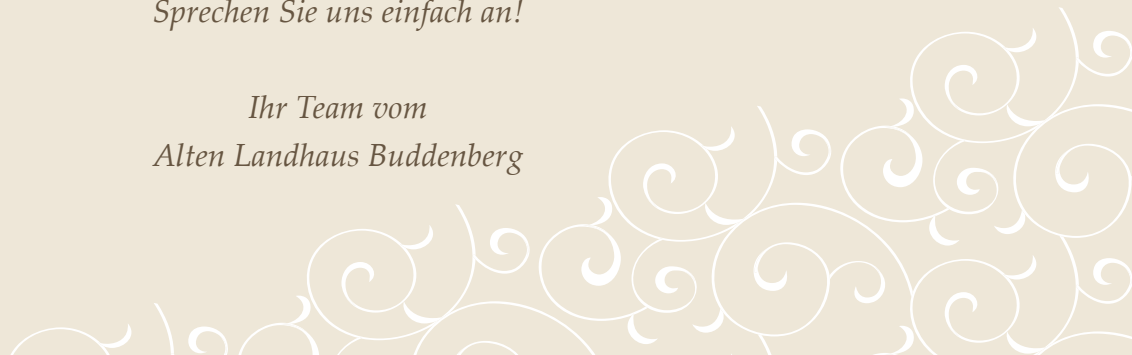 Sprechen Sie uns einfach an!
Ihr Team vom
Alten Landhaus Buddenberg